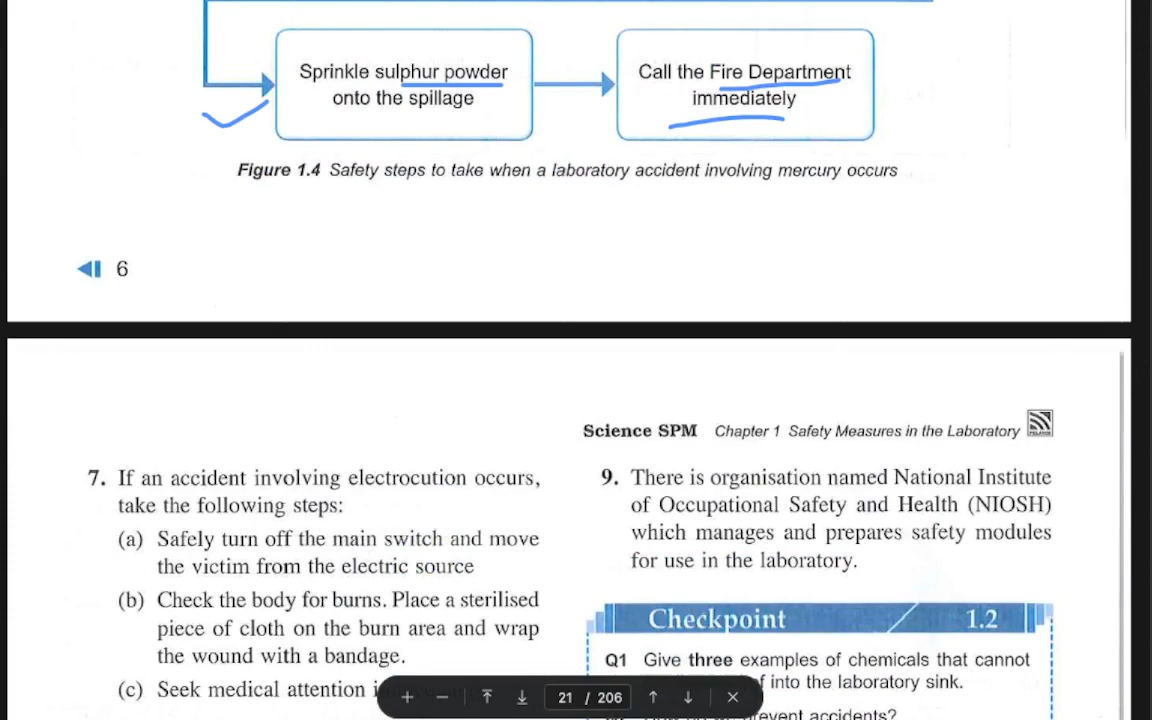 Sprinkle sulphur powder
onto the spillage
Call the Fire Department
immediately
Figure 1.4 Safety steps to take when a laboratory accident involving mercury occurs
6
Science SPM Chapter 1 Safety Measures in the Laboratory
7. If an accident involving electrocution occurs,
take the following steps:
(a) Safely turn off the main switch and move
the victim from the electric source
(b) Check the body for burns. Place a sterilised
piece of cloth on the burn area and wrap
the wound with a bandage.
(c) Seek medical attention
9. There is organisation named National Institute
of Occupational Safety and Health (NIOSH)
which manages and prepares safety modules
for use in the laboratory.
Checkpoint 1.2
Q1 Give three examples of chemicals that cannot
into the laboratory sink.
accidents?
21 / 206